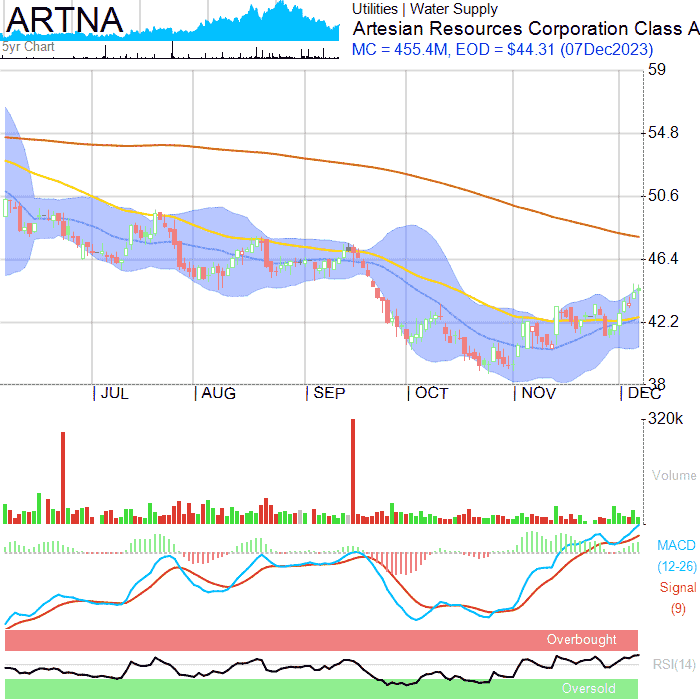 ARTNA
5yr Chart
Utilities | Water Supply
Artesian Resources Corporation Class A
MC = 455.4M, EOD = $44.31 (07Dec2023)
59
54.8
50.6
46.4
42.2
38
JUL
AUG
SEP
OCT
NOV
DEC
320k
Volume
MACD
(12-26)
Signal
(9)
Overbought
RSI(14)
Oversold